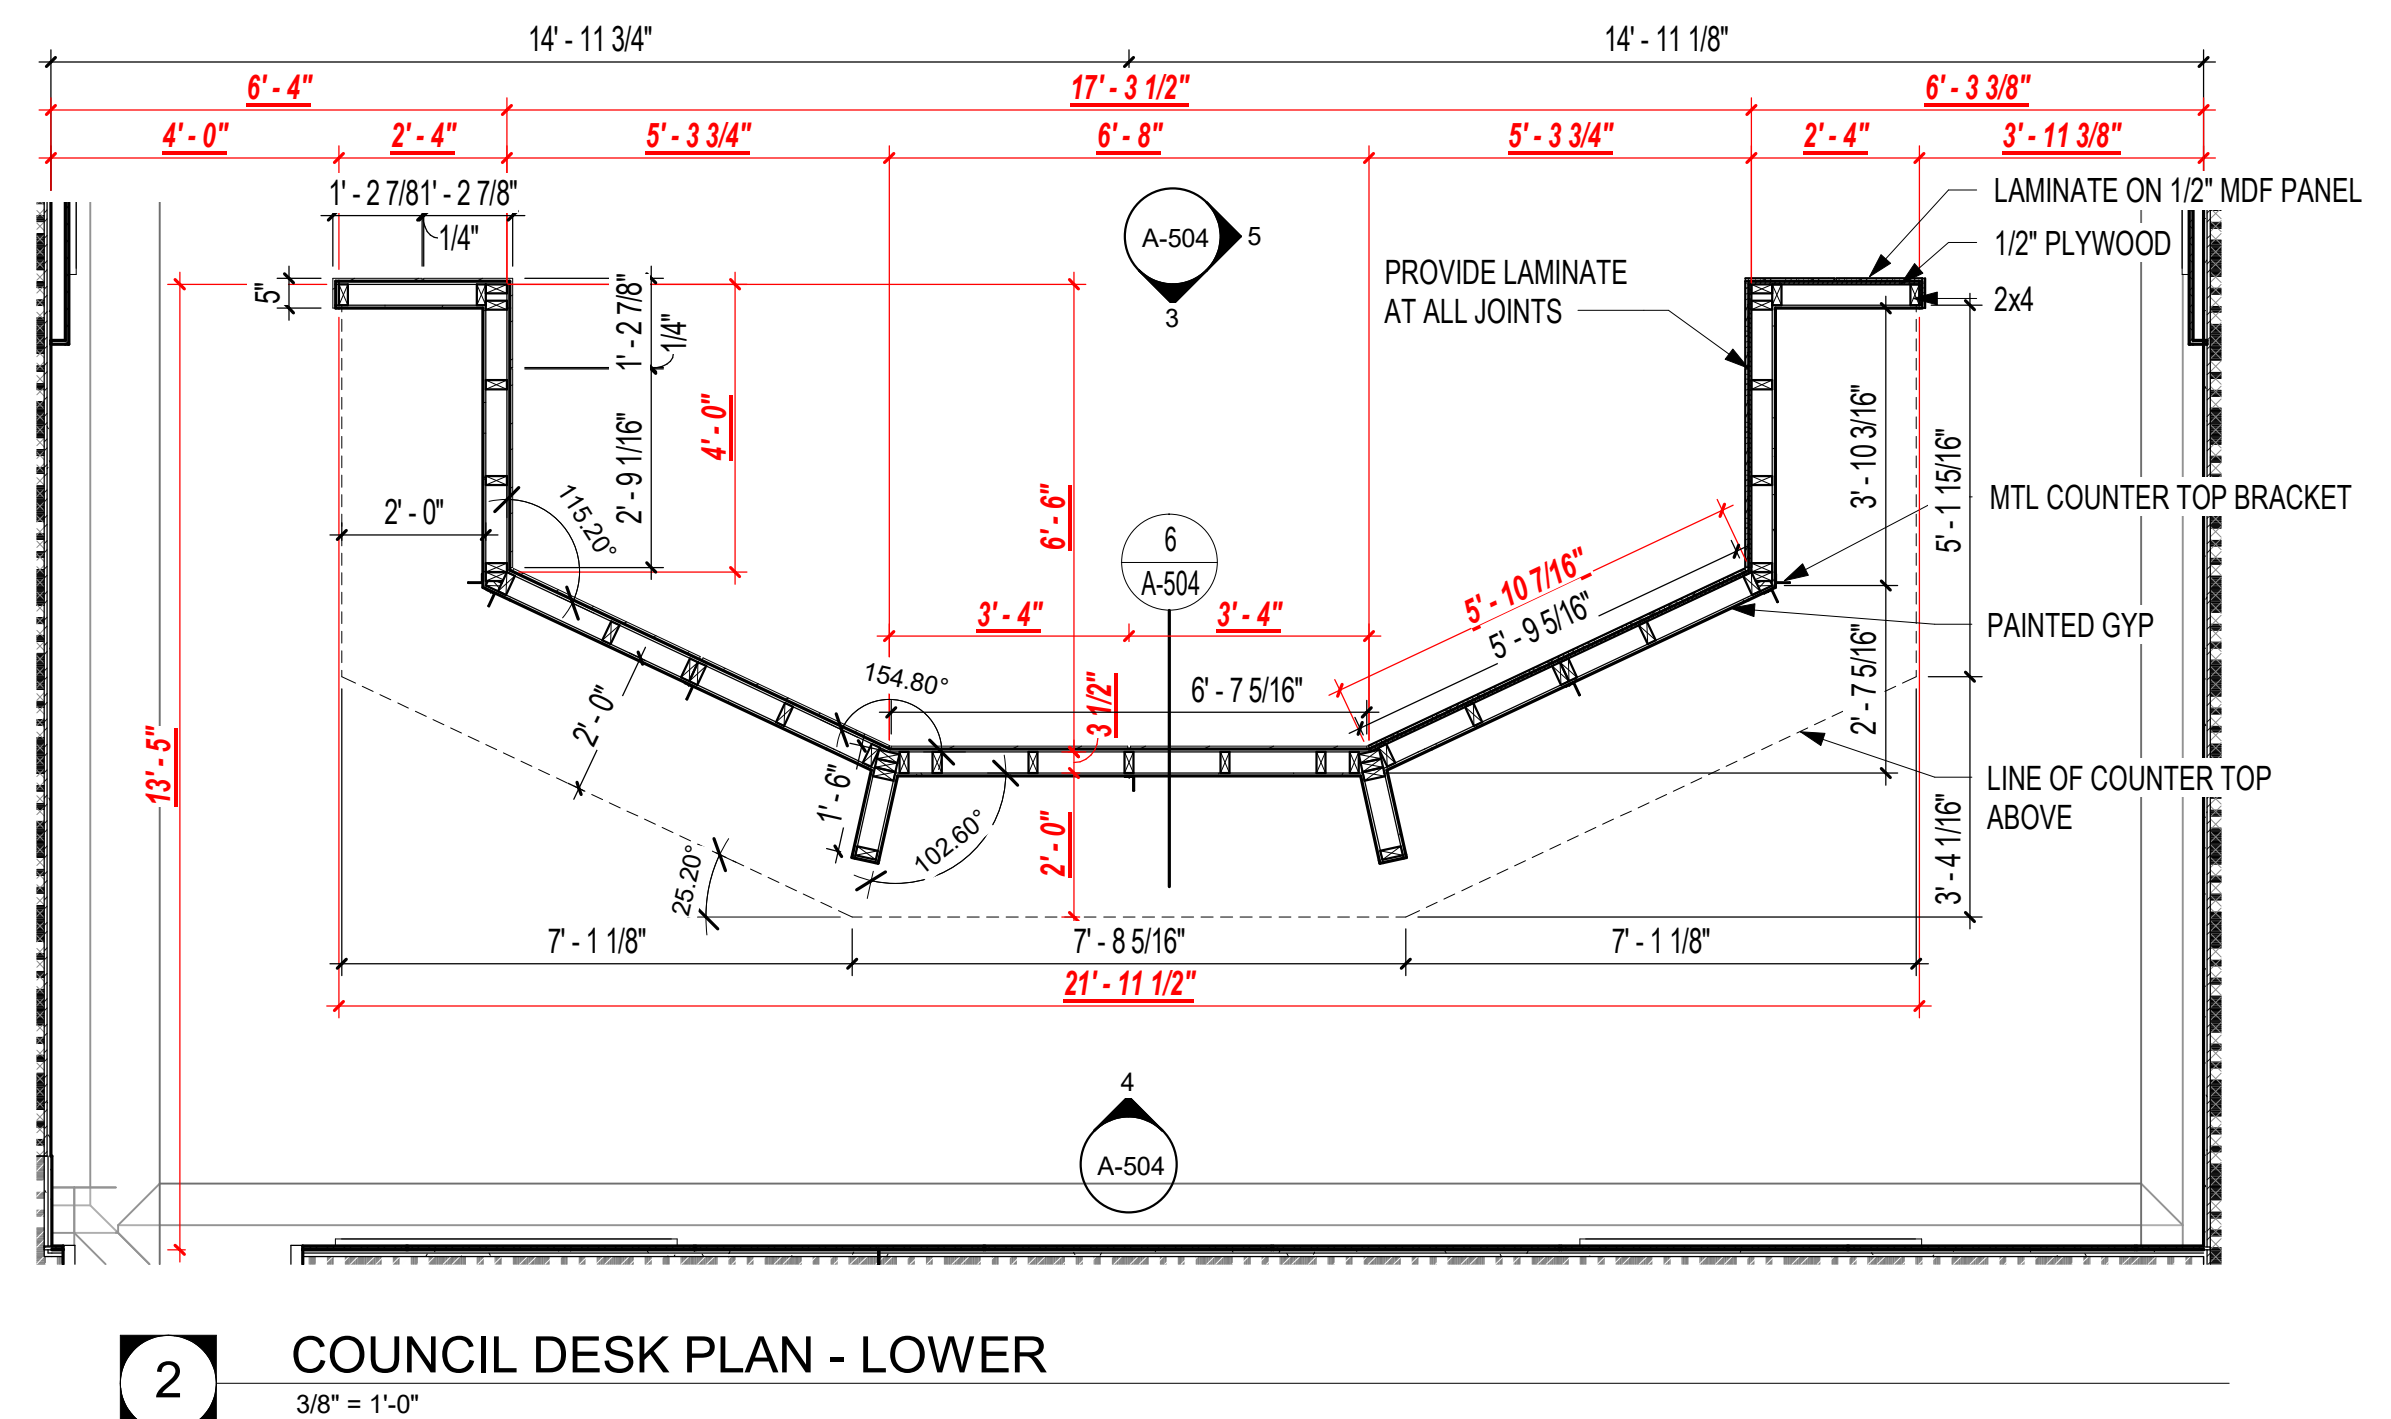 14' - 11 3/4"
14' - 11 1/8"
6' - 4"
17' - 3 1/2"
6' - 3 3/8"
4' - 0"
2' - 4"
5' - 3 3/4"
6' - 8"
5' - 3 3/4"
2' - 4"
3' - 11 3/8"
1' - 2 7/8
1' - 2 7/8"
1/4"
5"
1' - 2 7/8"
1/4"
2' - 9 1/16"
4' - 0"
6' - 6"
A-504
5
3
LAMINATE ON 1/2" MDF PANEL
1/2" PLYWOOD
2x4
PROVIDE LAMINATE
AT ALL JOINTS
3' - 10 3/16"
5' - 1 15/16"
MTL COUNTER TOP BRACKET
2' - 0"
115.20°
6
A-504
5' - 10 7/16"
5' - 9 5/16"
3' - 4"
3' - 4"
PAINTED GYP
154.80°
6' - 7 5/16"
3 1/2"
2' - 7 5/16"
2' - 0"
13' - 5"
1' - 6"
102.60°
2' - 0"
25.20°
LINE OF COUNTER TOP
ABOVE
3' - 4 1/16"
7' - 1 1/8"
7' - 8 5/16"
7' - 1 1/8"
21' - 11 1/2"
4
A-504
2
COUNCIL DESK PLAN - LOWER
3/8" = 1'-0"